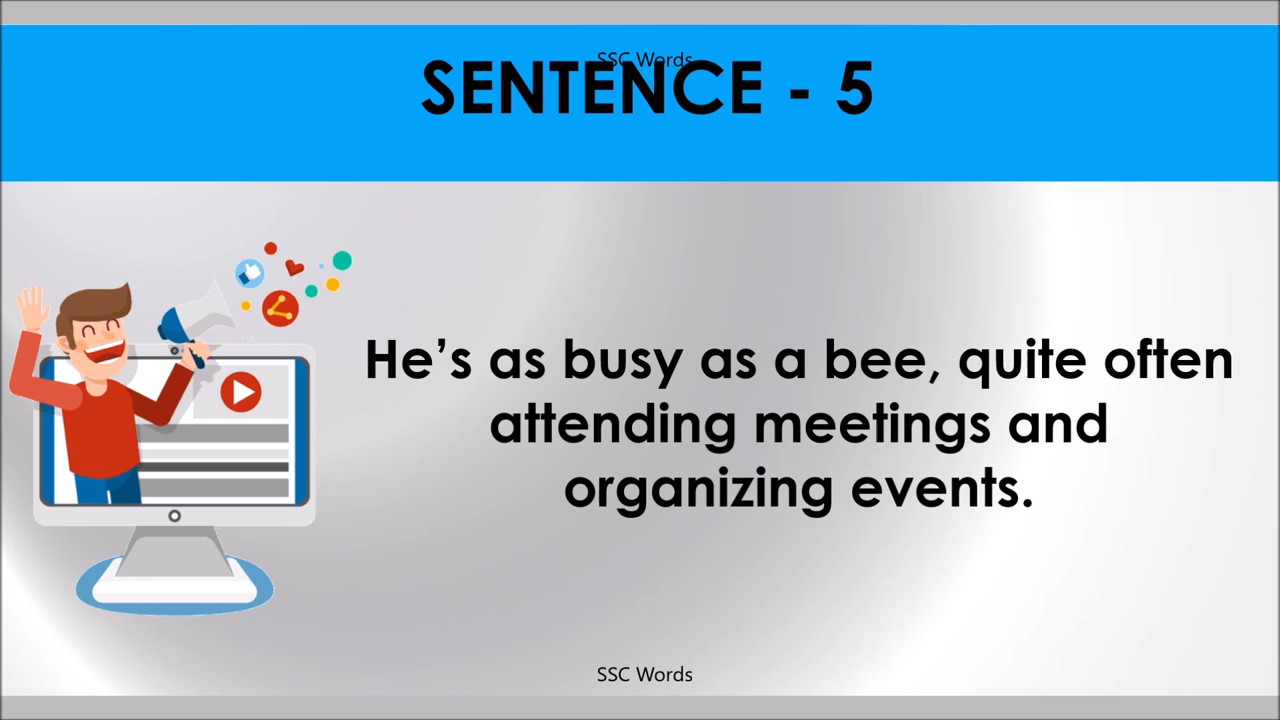 SSC Words
SENTENCE - 5
He’s as busy as a bee, quite often
attending meetings and
organizing events.
SSC Words